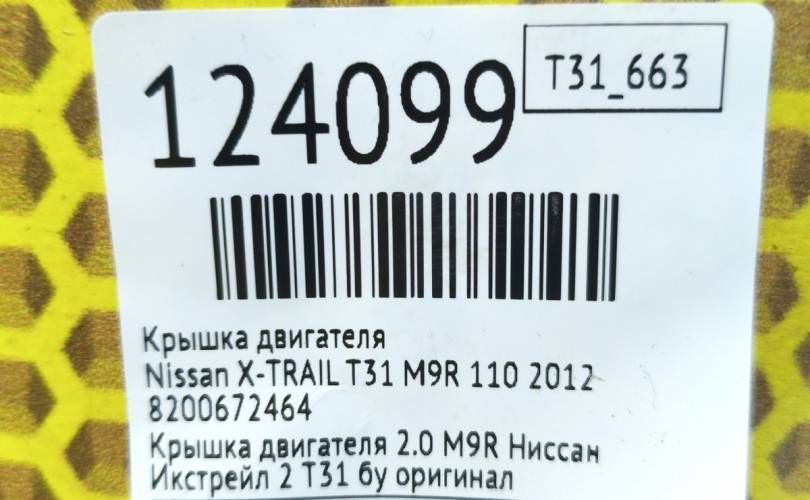 124099
T31_663
Крышка двигателя
Nissan X-TRAIL T31 M9R 110 2012
8200672464
Крышка двигателя 2.0 M9R Ниссан
Икстрейл 2 Т31 бу оригинал